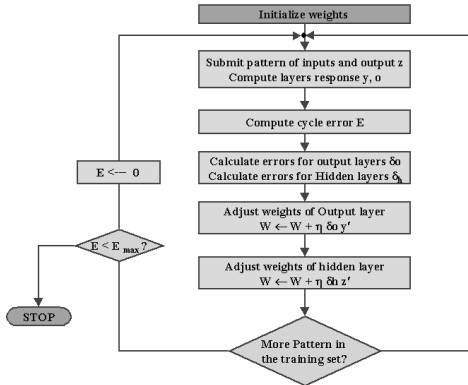 Initialize weights
Submit pattern of inputs and output z
Compute layers response y, o
Compute cycle error E
Calculate errors for output layers δo
Calculate errors for Hidden layers δh
Adjust weights of Output layer
W ← W + η δo y'
Adjust weights of hidden layer
W ← W + η δh z'
More Pattern in
the training set?
E <--- 0
E < E max ?
STOP